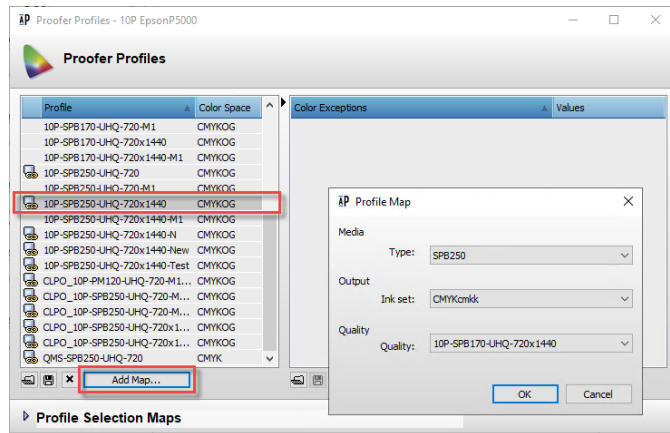 AP Proofer Profiles - 10P EpsonP5000
Proofer Profiles
Profile Color Space
Color Exceptions Values
10P-SPB170-UHQ-720-M1 CMYKOG
10P-SPB170-UHQ-720x1440 CMYKOG
10P-SPB170-UHQ-720x1440-M1 CMYKOG
10P-SPB250-UHQ-720 CMYKOG
10P-SPB250-UHQ-720-M1 CMYKOG
10P-SPB250-UHQ-720x1440 CMYKOG
10P-SPB250-UHQ-720x1440-M1 CMYKOG
10P-SPB250-UHQ-720x1440-N CMYKOG
10P-SPB250-UHQ-720x1440-New CMYKOG
10P-SPB250-UHQ-720x1440-Test CMYKOG
CLPO_10P-PM120-UHQ-720-M1... CMYKOG
CLPO_10P-SPB250-UHQ-720-M... CMYKOG
CLPO_10P-SPB250-UHQ-720x1... CMYKOG
CLPO_10P-SPB250-UHQ-720x1... CMYKOG
QMS-SPB250-UHQ-720 CMYK
Add Map...
Profile Selection Maps
AP Profile Map
Media
Type: SPB250
Output
Ink set: CMYKcmkk
Quality
Quality: 10P-SPB170-UHQ-720x1440
OK Cancel